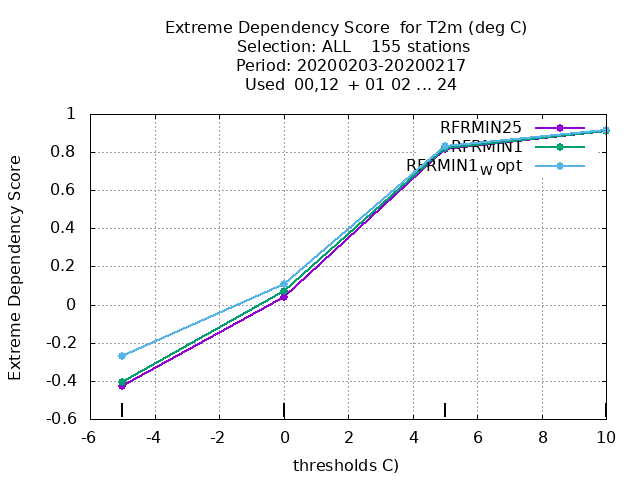 Extreme Dependency Score  for T2m (deg C)
Selection: ALL    155 stations
Period: 20200203-20200217
Used  00,12  + 01 02 ... 24
RFRMIN25
RFRMIN1
RFRMIN1W opt
Extreme Dependency Score
1
0.8
0.6
0.4
0.2
0
-0.2
-0.4
-0.6
-6 -4 -2 0 2 4 6 8 10
thresholds C)